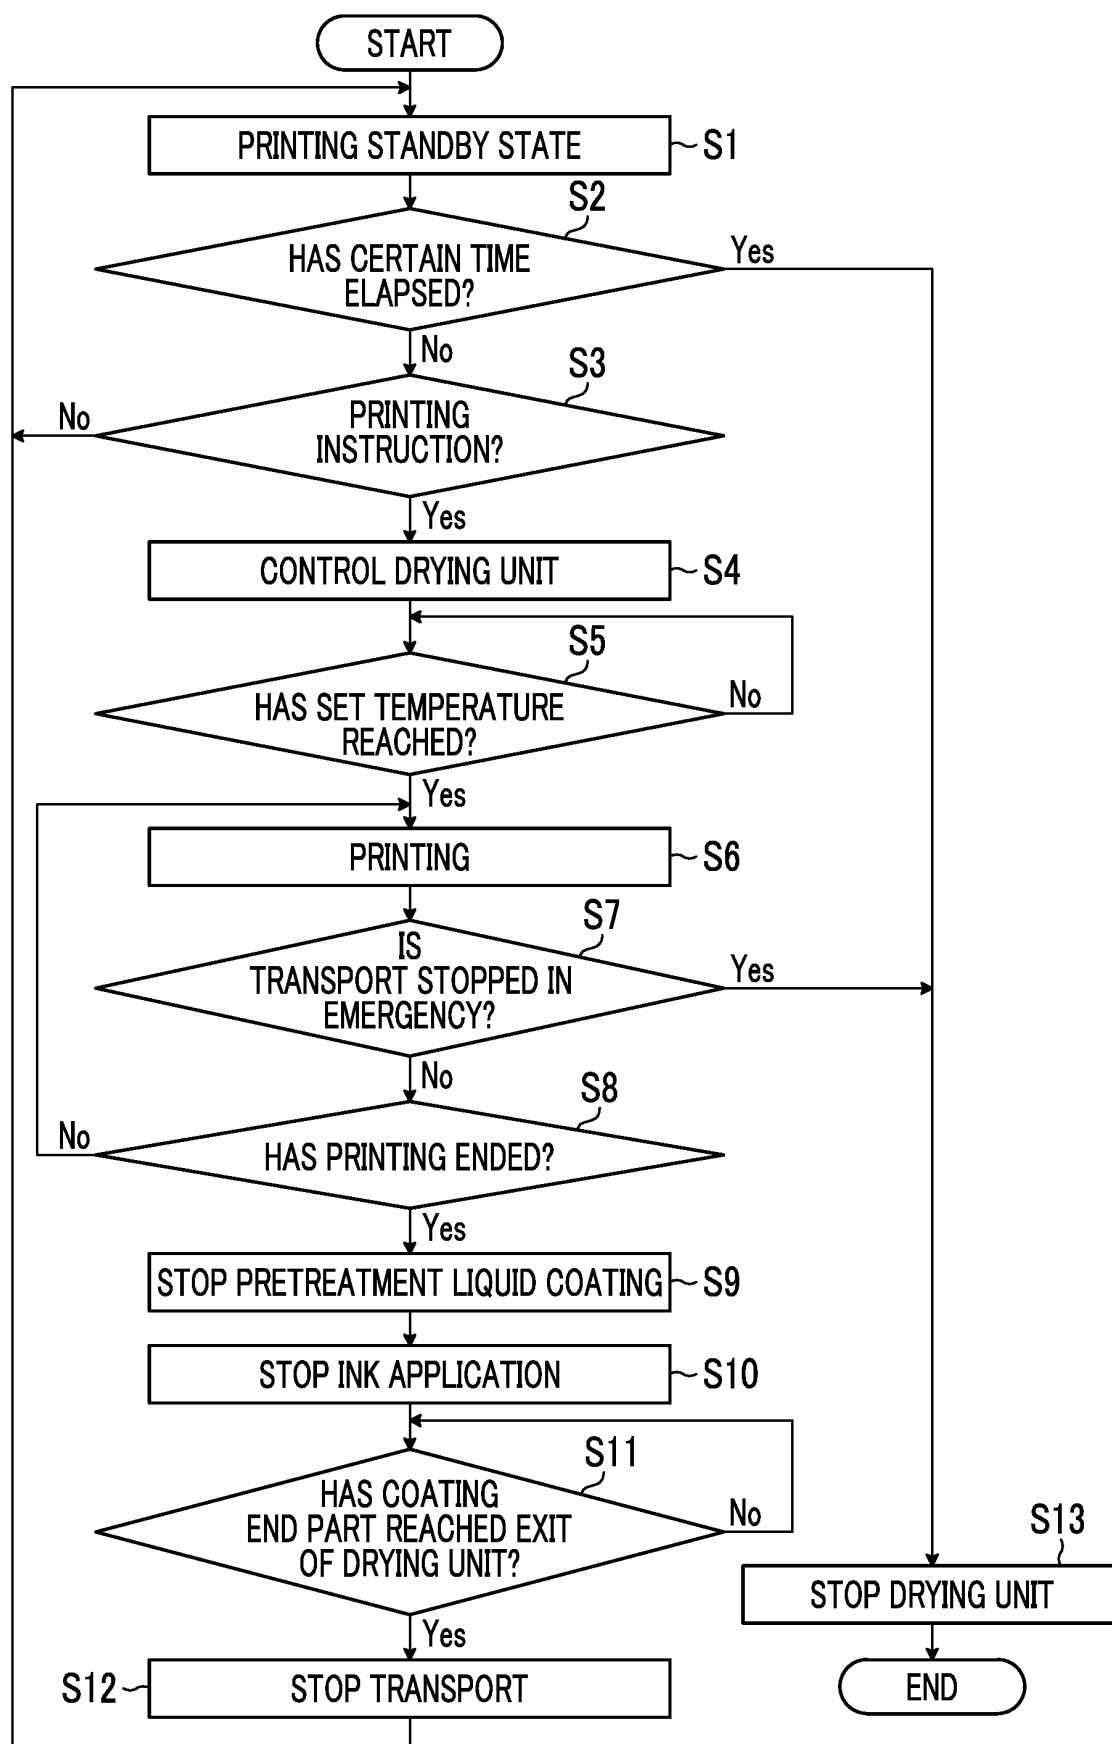 START
PRINTING STANDBY STATE
S1
S2
HAS CERTAIN TIME
ELAPSED?
Yes
No
S3
PRINTING
INSTRUCTION?
No
Yes
CONTROL DRYING UNIT
S4
S5
HAS SET TEMPERATURE
REACHED?
No
Yes
PRINTING
S6
S7
IS
TRANSPORT STOPPED IN
EMERGENCY?
Yes
No
S8
HAS PRINTING ENDED?
No
Yes
STOP PRETREATMENT LIQUID COATING
S9
STOP INK APPLICATION
S10
S11
HAS COATING
END PART REACHED EXIT
OF DRYING UNIT?
No
Yes
S12
STOP TRANSPORT
S13
STOP DRYING UNIT
END